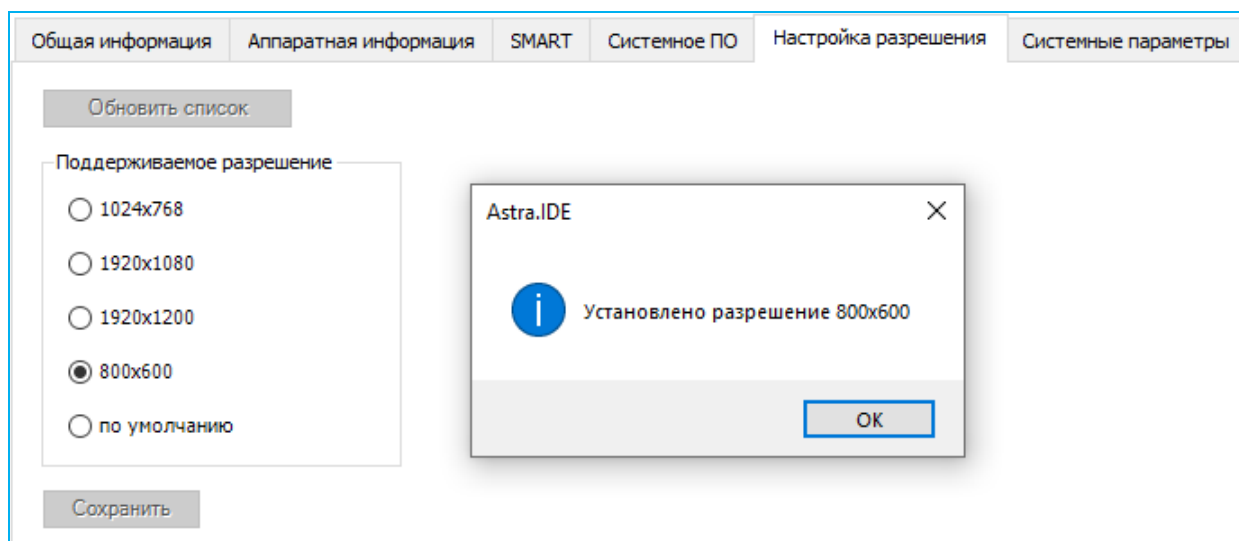 Общая информация
Аппаратная информация
SMART
Системное ПО
Настройка разрешения
Системные параметры
Обновить список
Поддерживаемое разрешение
1024x768
1920x1080
1920x1200
800x600
по умолчанию
Сохранить
Astra.IDE
Установлено разрешение 800x600
OK